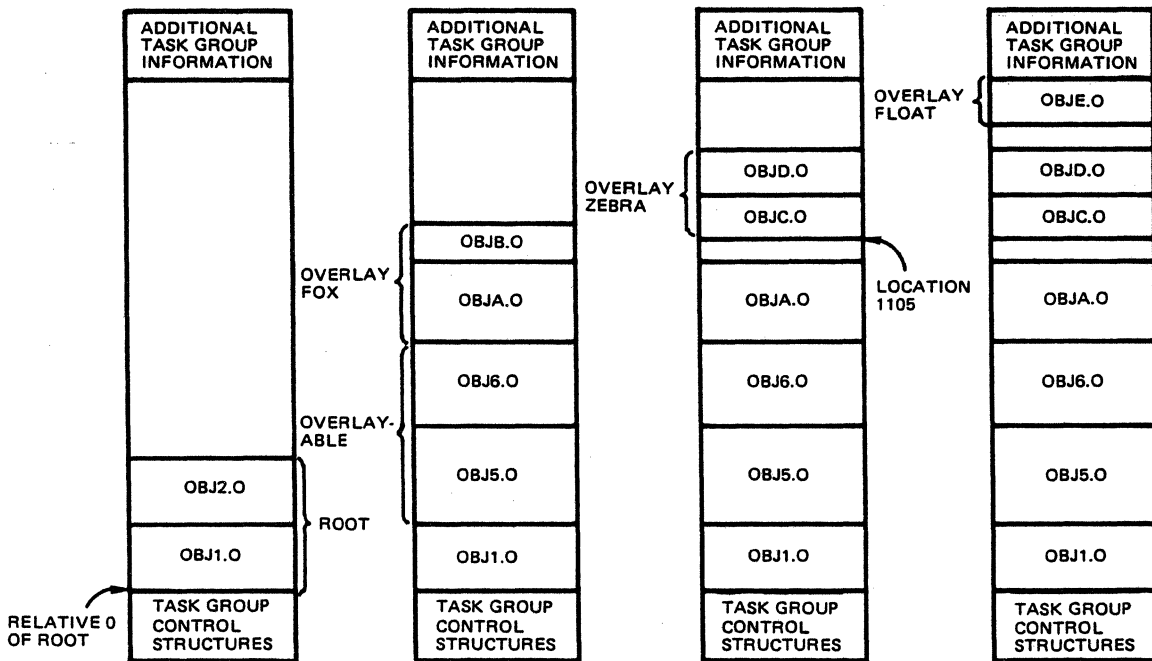 ADDITIONAL
TASK GROUP
INFORMATION
OBJ2.O
OBJ1.O
ROOT
RELATIVE 0
OF ROOT
TASK GROUP
CONTROL
STRUCTURES
ADDITIONAL
TASK GROUP
INFORMATION
OVERLAY
FOX
OBJB.O
OBJA.O
OVERLAY-
ABLE
OBJ6.O
OBJ5.O
OBJ1.O
TASK GROUP
CONTROL
STRUCTURES
ADDITIONAL
TASK GROUP
INFORMATION
OVERLAY
ZEBRA
OBJD.O
OBJC.O
LOCATION
1105
OBJA.O
OBJ6.O
OBJ5.O
OBJ1.O
TASK GROUP
CONTROL
STRUCTURES
ADDITIONAL
TASK GROUP
INFORMATION
OVERLAY
FLOAT
OBJE.O
OBJD.O
OBJC.O
OBJA.O
OBJ6.O
OBJ5.O
OBJ1.O
TASK GROUP
CONTROL
STRUCTURES